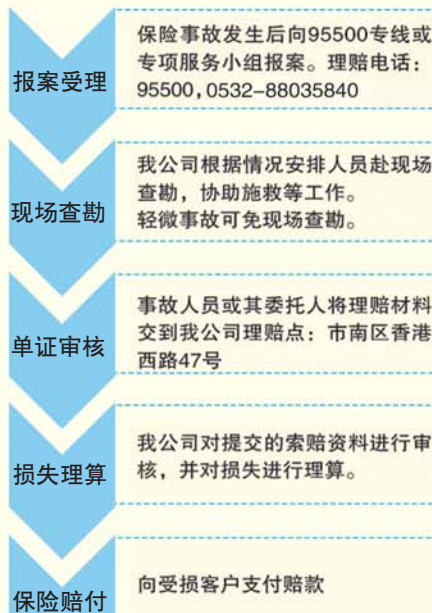 报案受理
保险事故发生后向95500专线或
专项服务小组报案。理赔电话：
95500,0532-88035840
现场查勘
我公司根据情况安排人员赴现场
查勘，协助施救等工作。
轻微事故可免现场查勘。
单证审核
事故人员或其委托人将理赔材料
交到我公司理赔点：市南区香港
西路47号
损失理算
我公司对提交的索赔资料进行审
核，并对损失进行理算。
保险赔付
向受损客户支付赔款